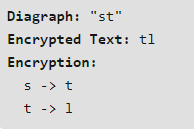 Diagraph: "st"
Encrypted Text: tl
Encryption:
s -> t
t -> l